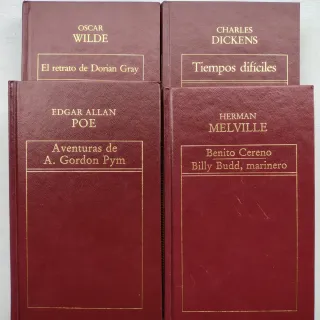 OSCAR
WILDE
El retrato de Dorian Gray
CHARLES
DICKENS
Tiempos difíciles
EDGAR ALLAN
POE
Aventuras de
A. Gordon Pym
HERMAN
MELVILLE
Benito Cereno
Billy Budd, marinero